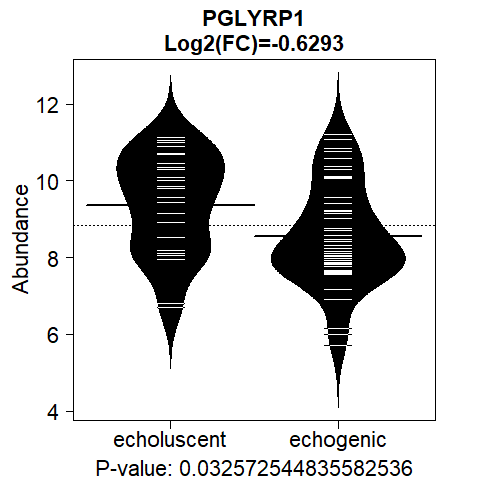 PGLYRP1
Log2(FC)=-0.6293
Abundance
12
10
8
6
4
echoluscent echogenic
P-value: 0.032572544835582536